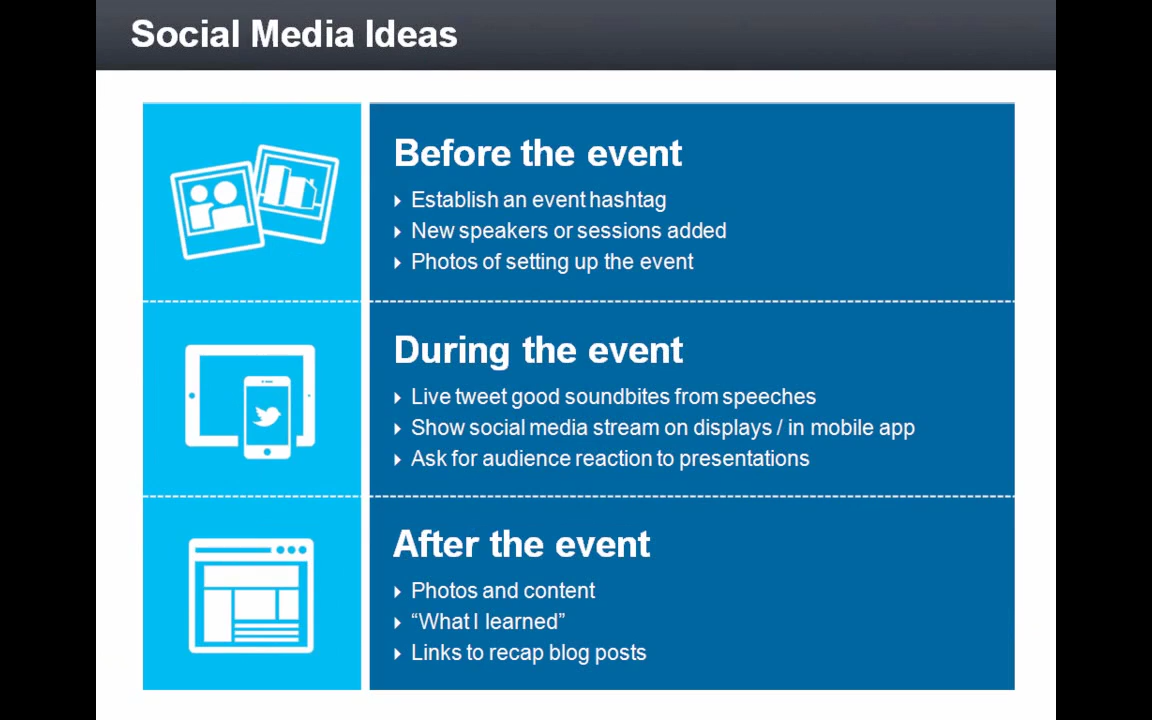 Social Media Ideas
Before the event
Establish an event hashtag
New speakers or sessions added
Photos of setting up the event
During the event
Live tweet good soundbites from speeches
Show social media stream on displays / in mobile app
Ask for audience reaction to presentations
After the event
Photos and content
“What I learned”
Links to recap blog posts